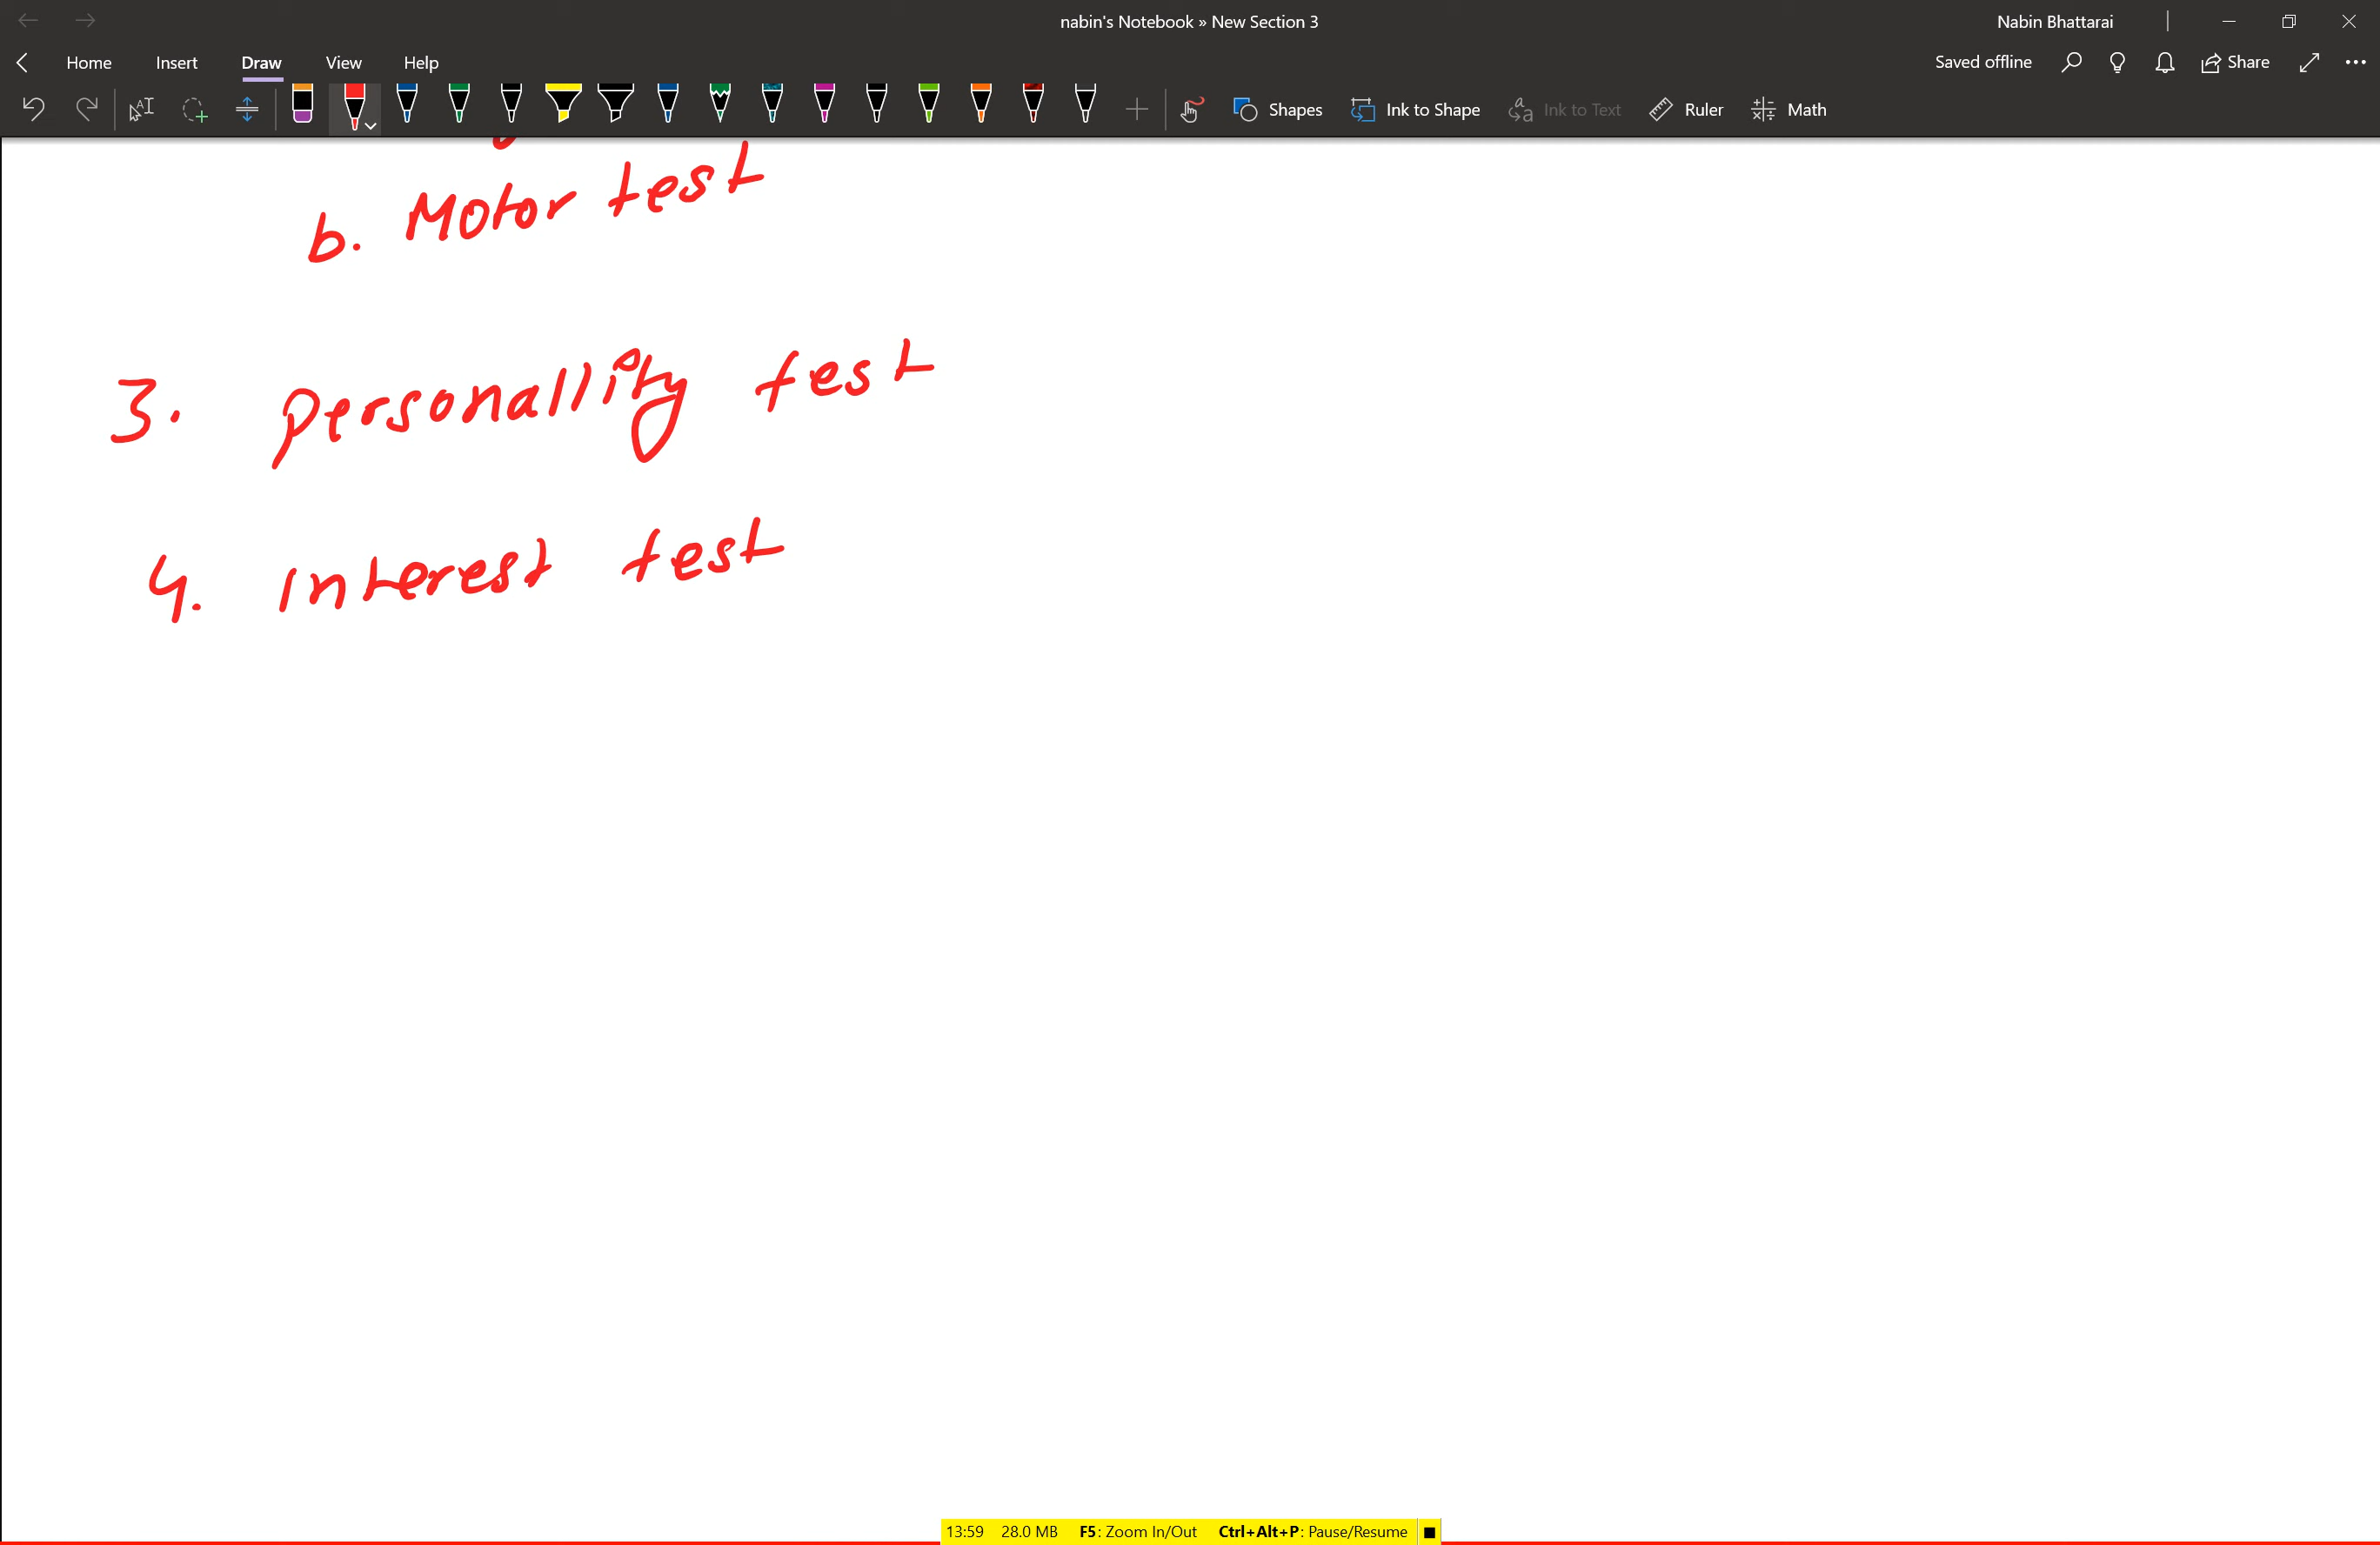 nabin's Notebook » New Section 3
Nabin Bhattarai
Home Insert Draw View Help
Saved offline
Share
Shapes Ink to Shape Ink to Text Ruler Math
b. Motor test
3. personallity test
4. interest test
13:59 28.0 MB F5: Zoom In/Out Ctrl+Alt+P: Pause/Resume